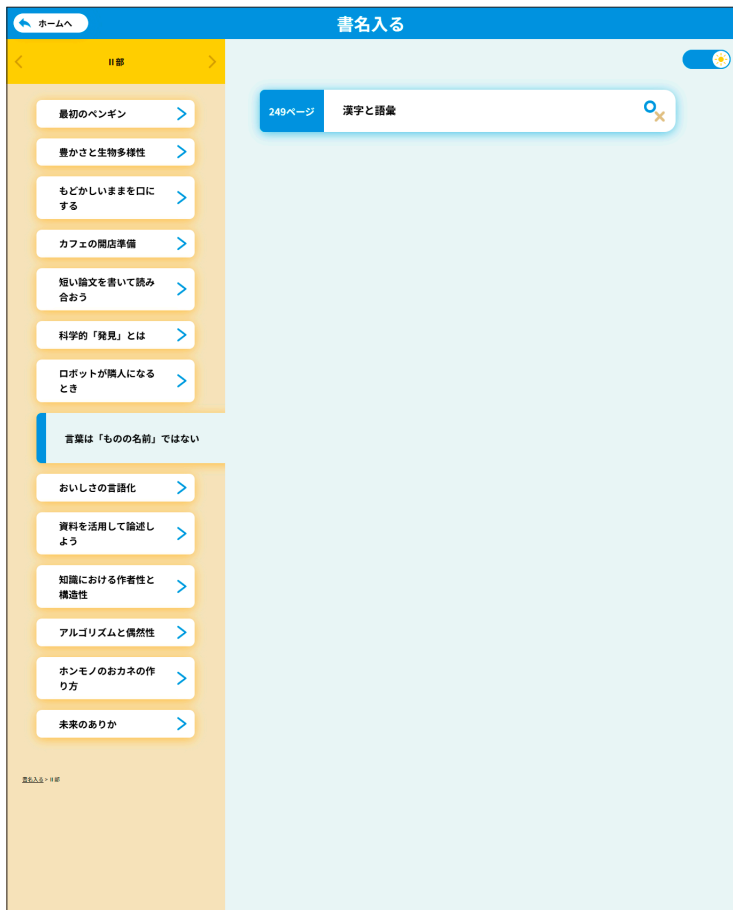 ホームへ
書名入る
Ⅱ部
最初のペンギン
豊かさと生物多様性
もどかしいままを口に
する
カフェの開店準備
短い論文を書いて読み
合おう
科学的「発見」とは
ロボットが隣人になる
とき
言葉は「ものの名前」ではない
おいしさの言語化
資料を活用して論述し
よう
知識における作者性と
構造性
アルゴリズムと偶然性
ホンモノのおカネの作
り方
未来のありか
書名入る > Ⅱ部
249ページ
漢字と語彙